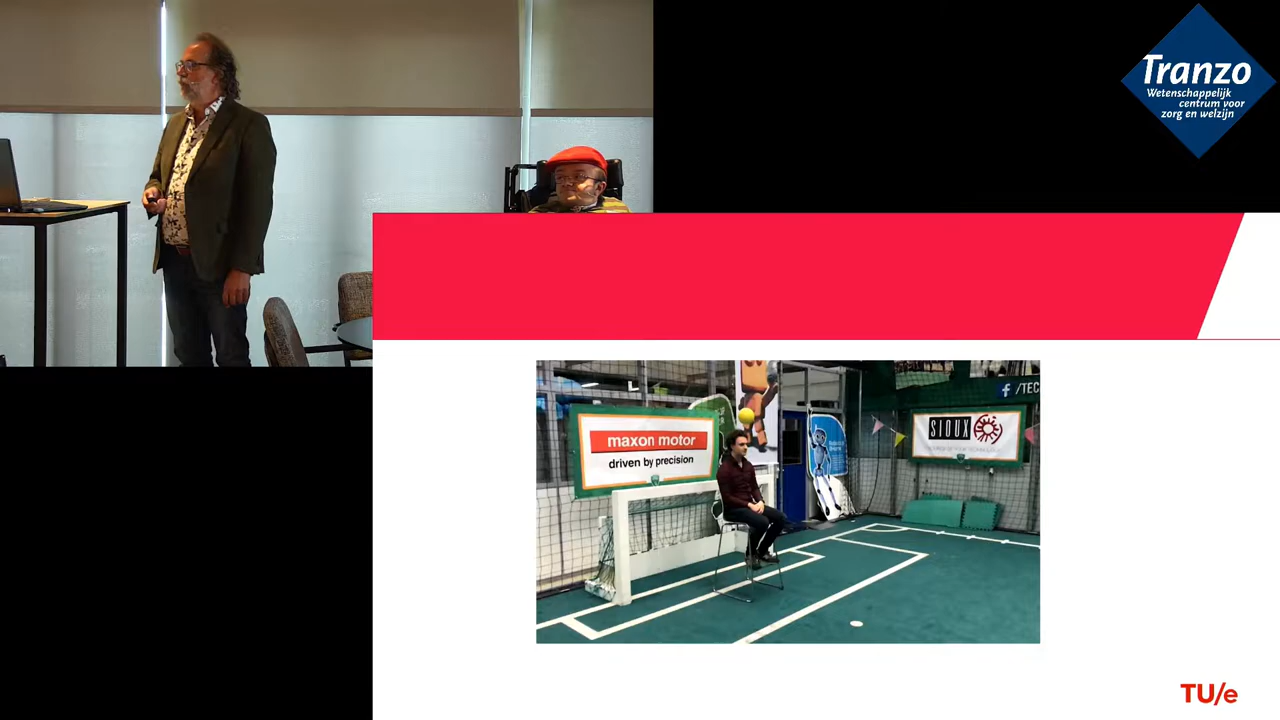 Tranzo
Wetenschappelijk
centrum voor
zorg en welzijn
f/TEC
maxon motor
driven by precision
SIOUX
TU/e